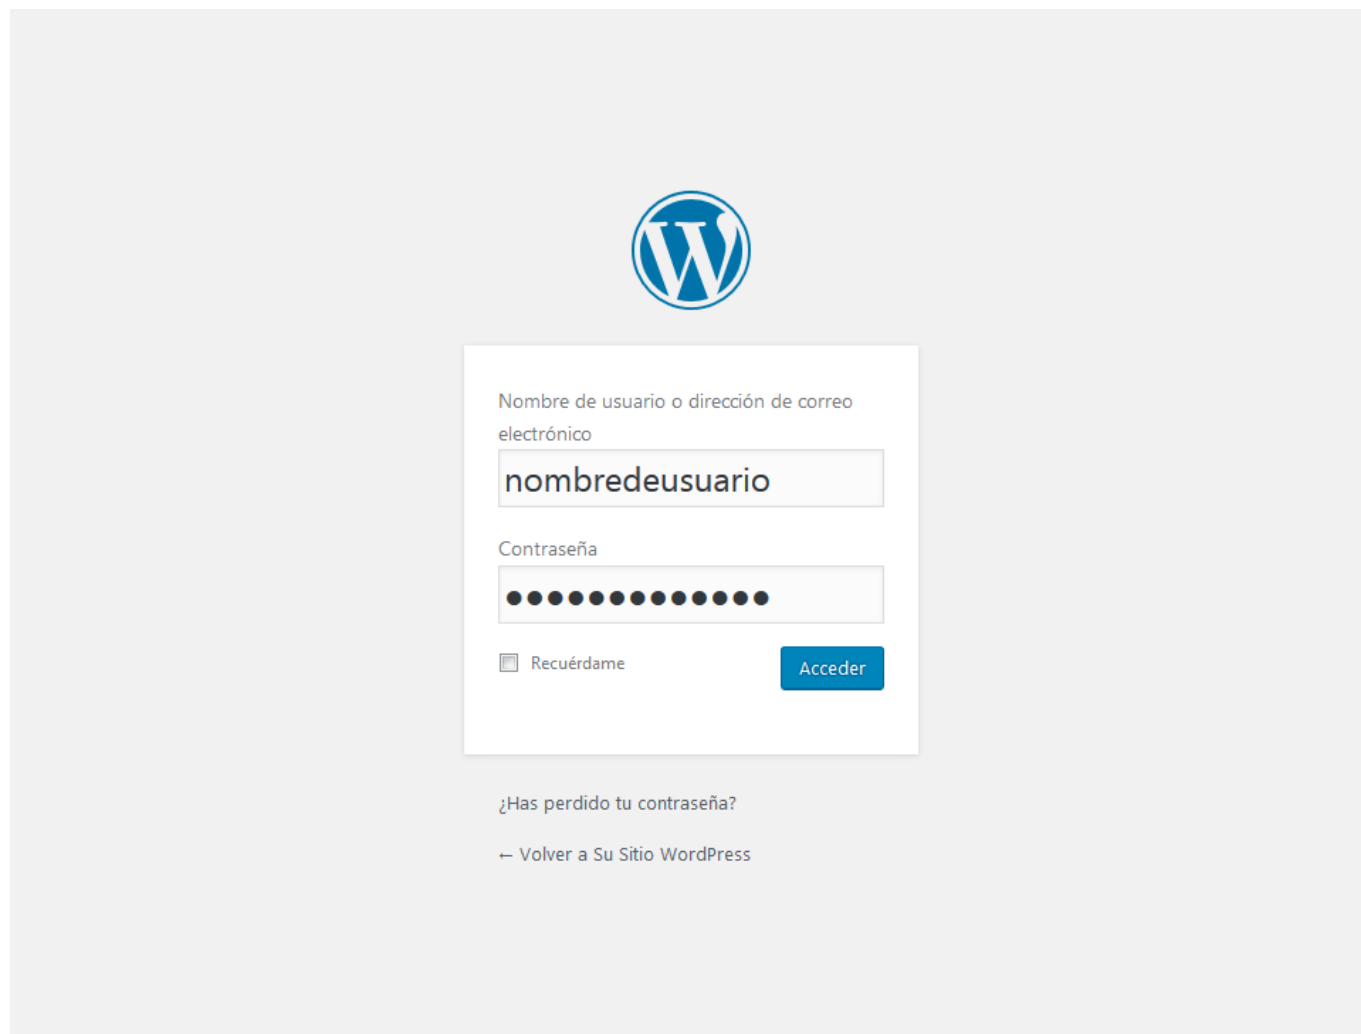 Nombre de usuario o dirección de correo
electrónico
nombredeusuario
Contraseña
●●●●●●●●●●●●●
Recuérdame
Acceder
¿Has perdido tu contraseña?
← Volver a Su Sitio WordPress